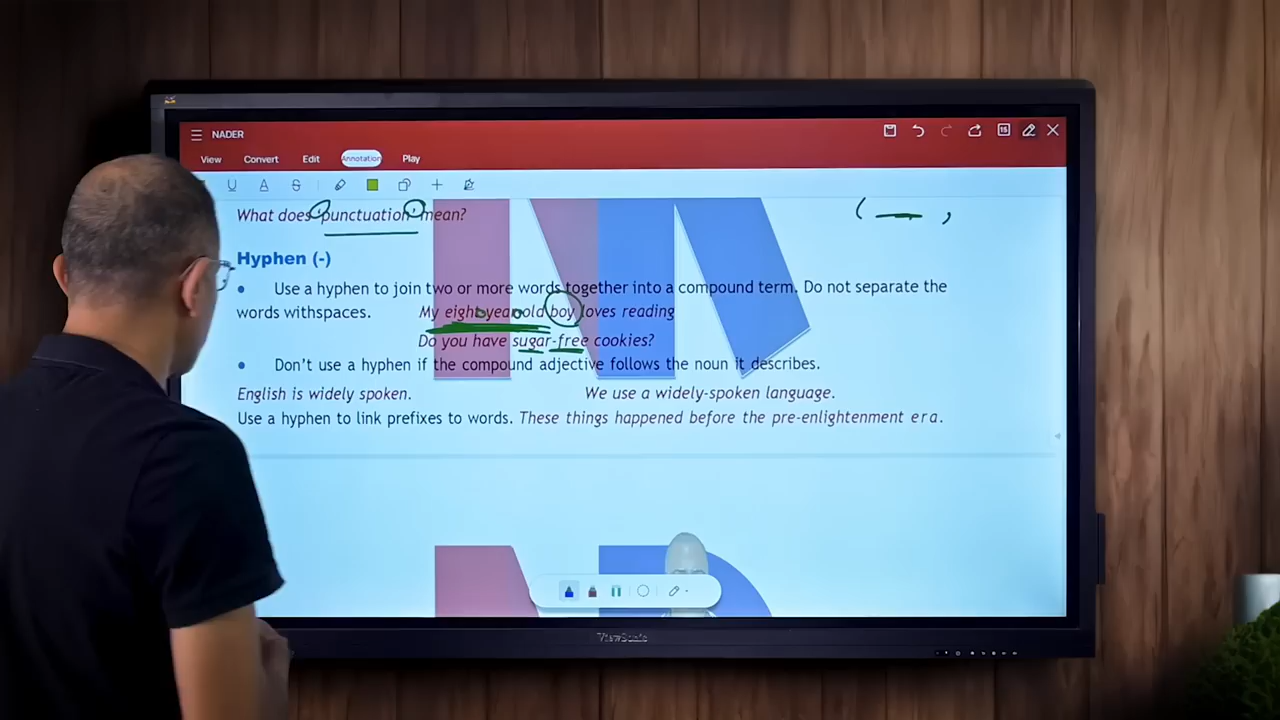 NADER
View Convert Edit Annotation Play
What does 'punctuation' mean?
Hyphen (-)
• Use a hyphen to join two or more words together into a compound term. Do not separate the
words withspaces. My eight-year-old boy loves reading
Do you have sugar-free cookies?
• Don't use a hyphen if the compound adjective follows the noun it describes.
English is widely spoken. We use a widely-spoken language.
Use a hyphen to link prefixes to words. These things happened before the pre-enlightenment era.
ViewSonic